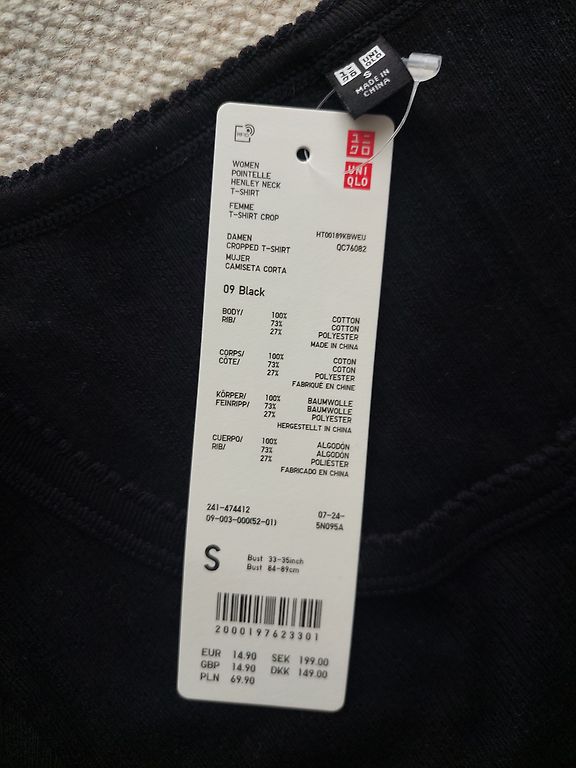 UNI
QLO
S
MADE IN
CHINA
RFID
UNI
QLO
WOMEN
POINTELLE
HENLEY NECK
T-SHIRT
FEMME
T-SHIRT CROP
DAMEN
CROPPED T-SHIRT
MUJER
CAMISETA CORTA
HT00189KBWEIJ
QC76082
09 Black
BODY/ 100% COTTON
RIB/ 73% COTTON
27% POLYESTER
MADE IN CHINA
CORPS/ 100% COTON
CÔTE/ 73% COTON
27% POLYESTER
FABRIQUÉ EN CHINE
KÖRPER/ 100% BAUMWOLLE
FEINRIPP/ 73% BAUMWOLLE
27% POLYESTER
HERGESTELLT IN CHINA
CUERPO/ 100% ALGODÓN
RIB/ 73% ALGODÓN
27% POLIÉSTER
FABRICADO EN CHINA
241-474412 07-24-
09-003-000(52-01) 5N095A
S
Bust 33-35inch
Bust 84-89cm
2000197623301
EUR 14.90 SEK 199.00
GBP 14.90 DKK 149.00
PLN 69.90